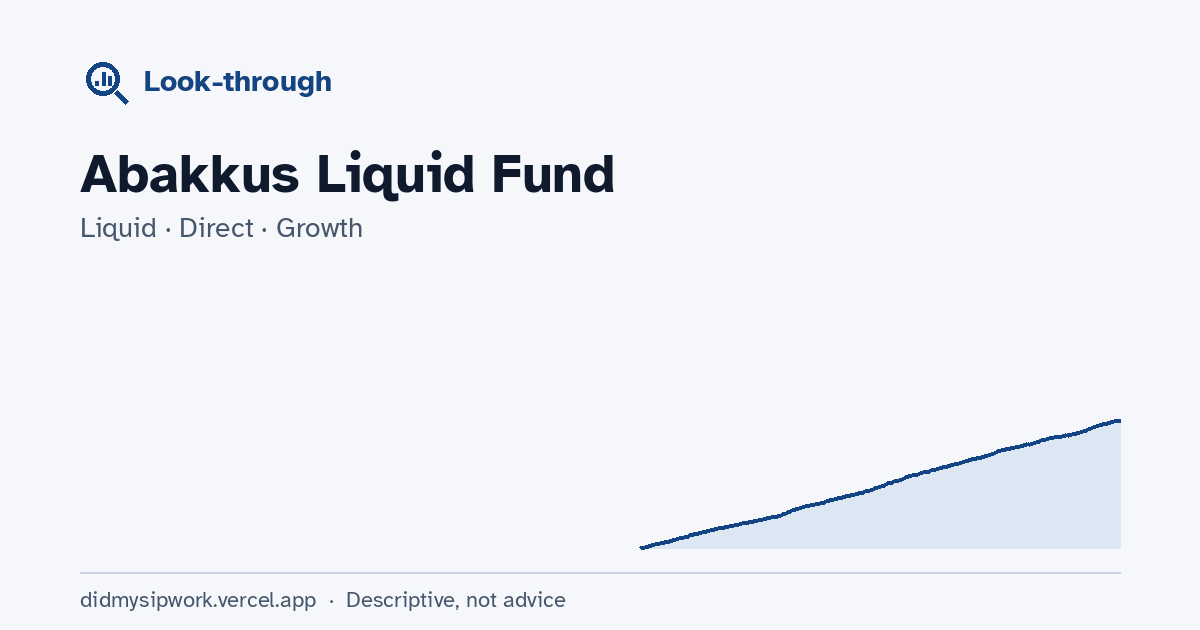 Look-through
Abakkus Liquid Fund
Liquid · Direct · Growth
didmysipwork.vercel.app · Descriptive, not advice